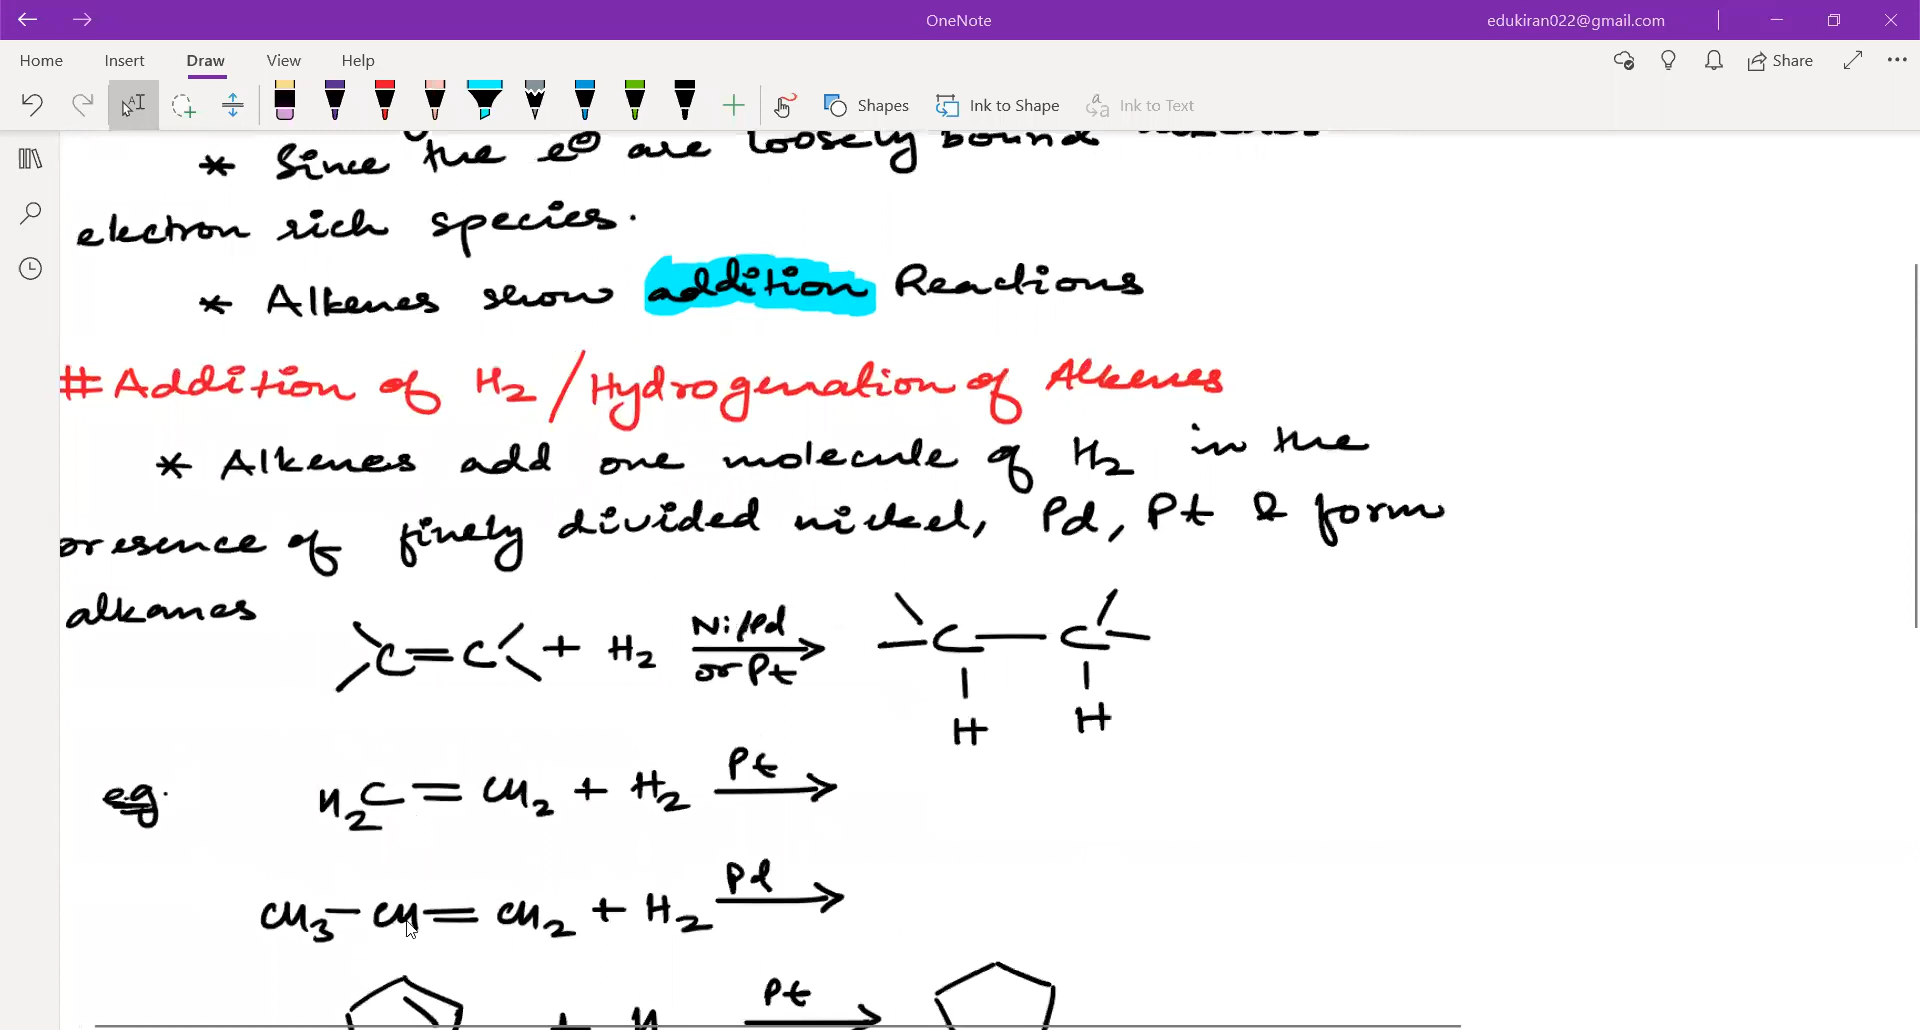 OneNote
edukiran022@gmail.com
Home Insert Draw View Help
Share
Shapes Ink to Shape Ink to Text
* Since the e⊖ are loosely bound
electron rich species.
* Alkenes show addition Reactions
# Addition of H2 / Hydrogenation of Alkenes
* Alkenes add one molecule of H2 in the
presence of finely divided nickel, Pd, Pt & form
alkanes
C=C + H2 Ni/Pd or Pt → C—C
H H
e.g. H2C=CH2 + H2 Pt →
CH3—CH=CH2 + H2 Pd →
+ H Pt →